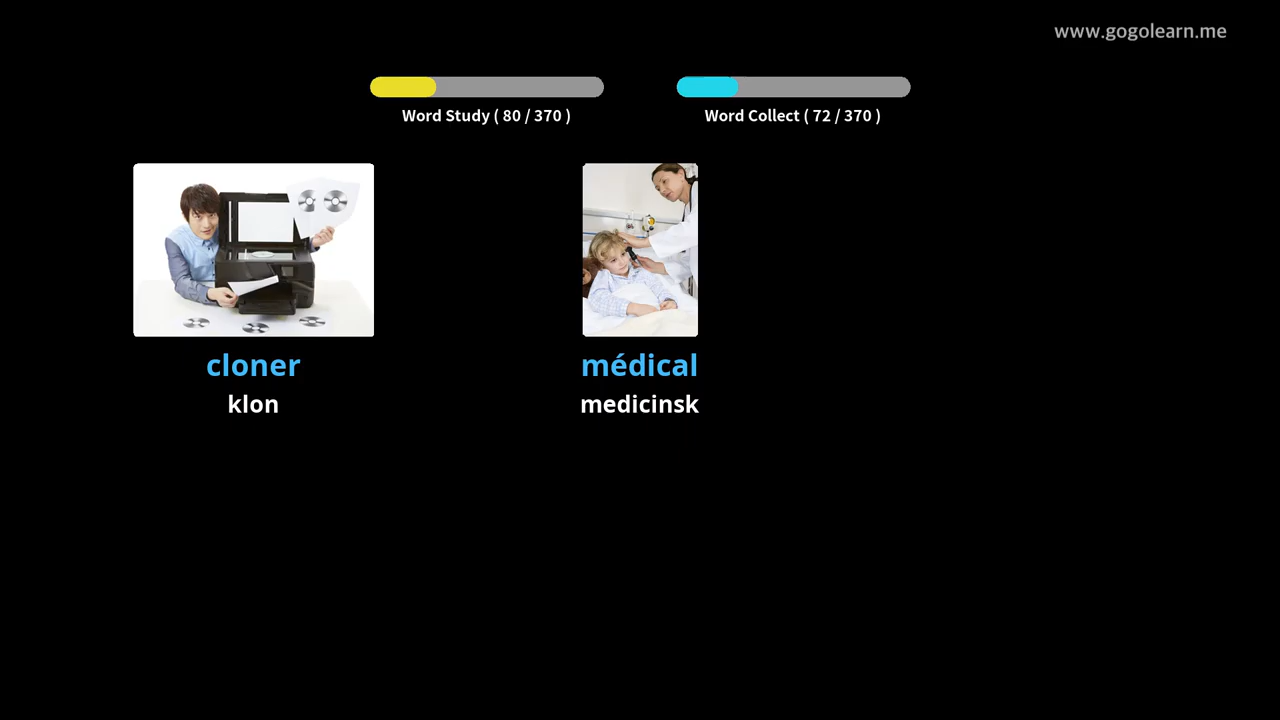 www.gogolearn.me
Word Study ( 80 / 370 )
Word Collect ( 72 / 370 )
cloner
klon
médical
medicinsk